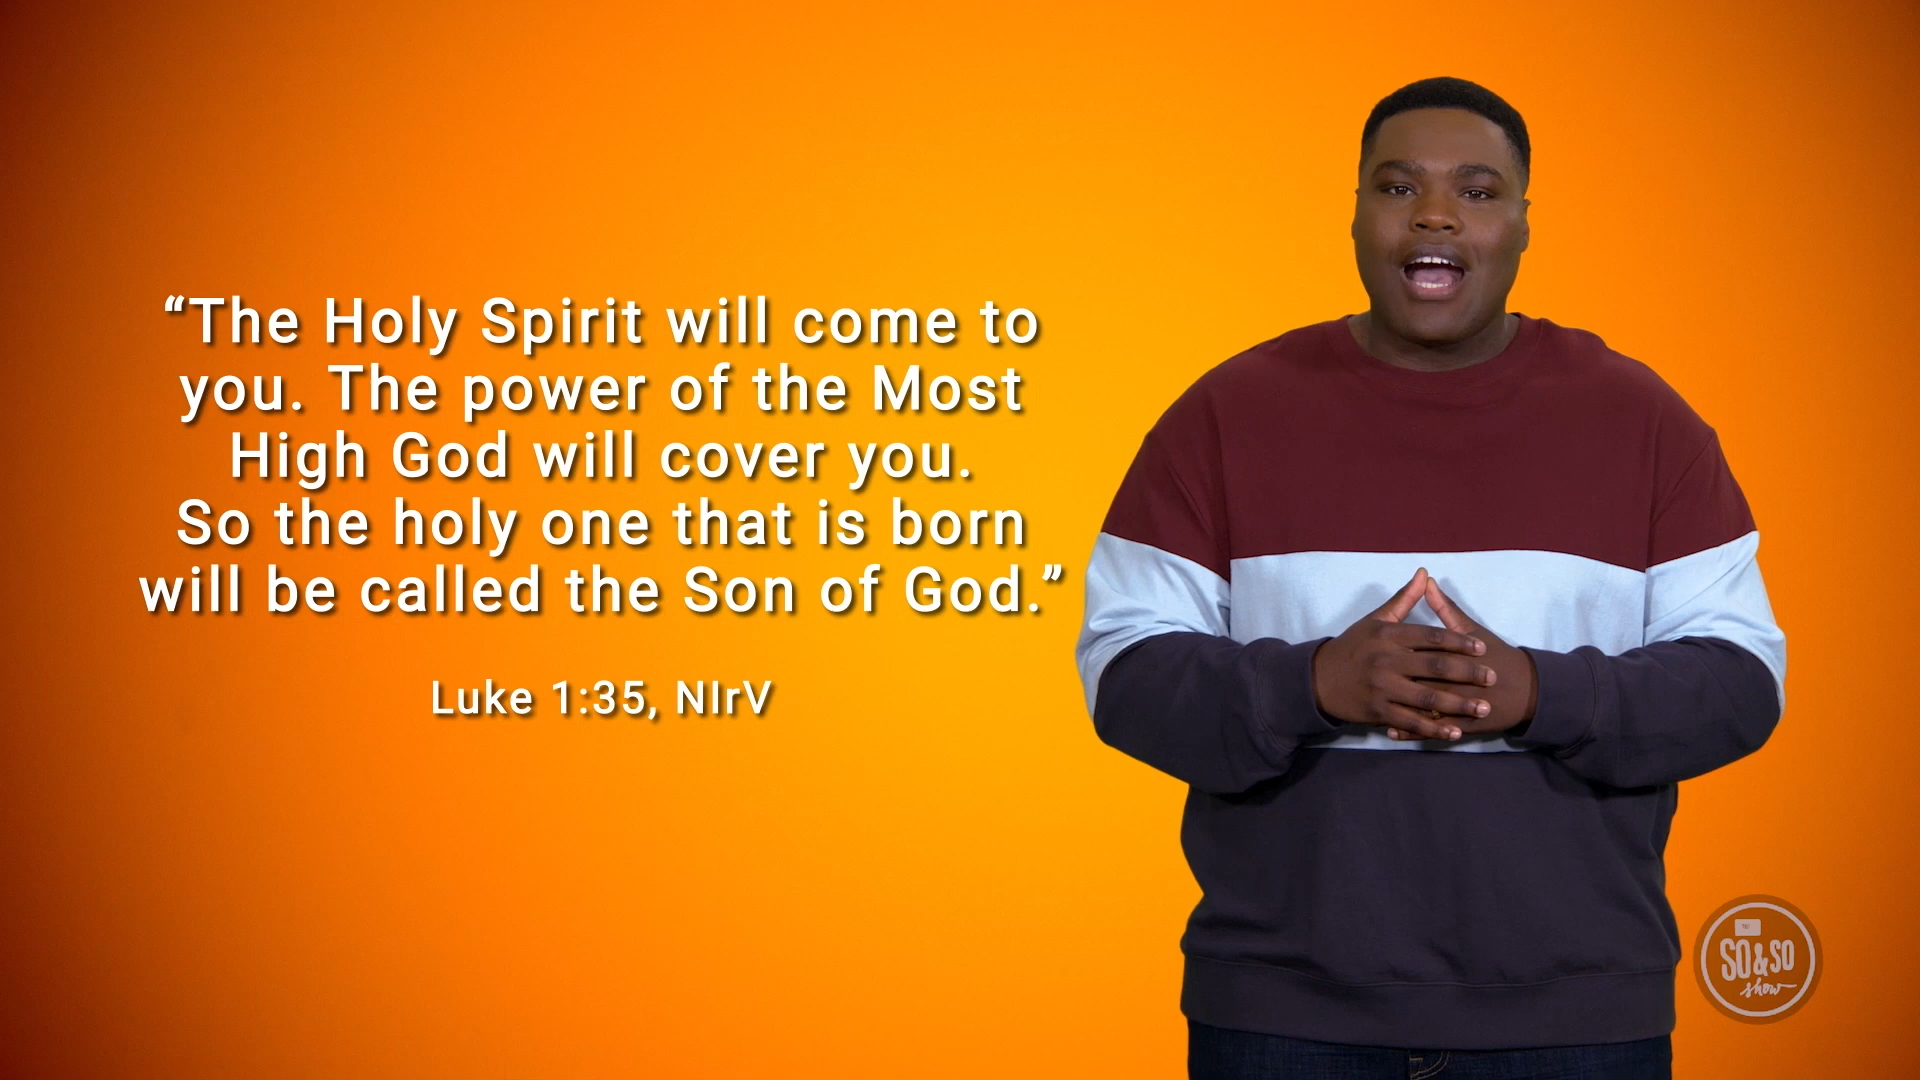 “The Holy Spirit will come to
you. The power of the Most
High God will cover you.
So the holy one that is born
will be called the Son of God.”
Luke 1:35, NIrV
SO&SO
show